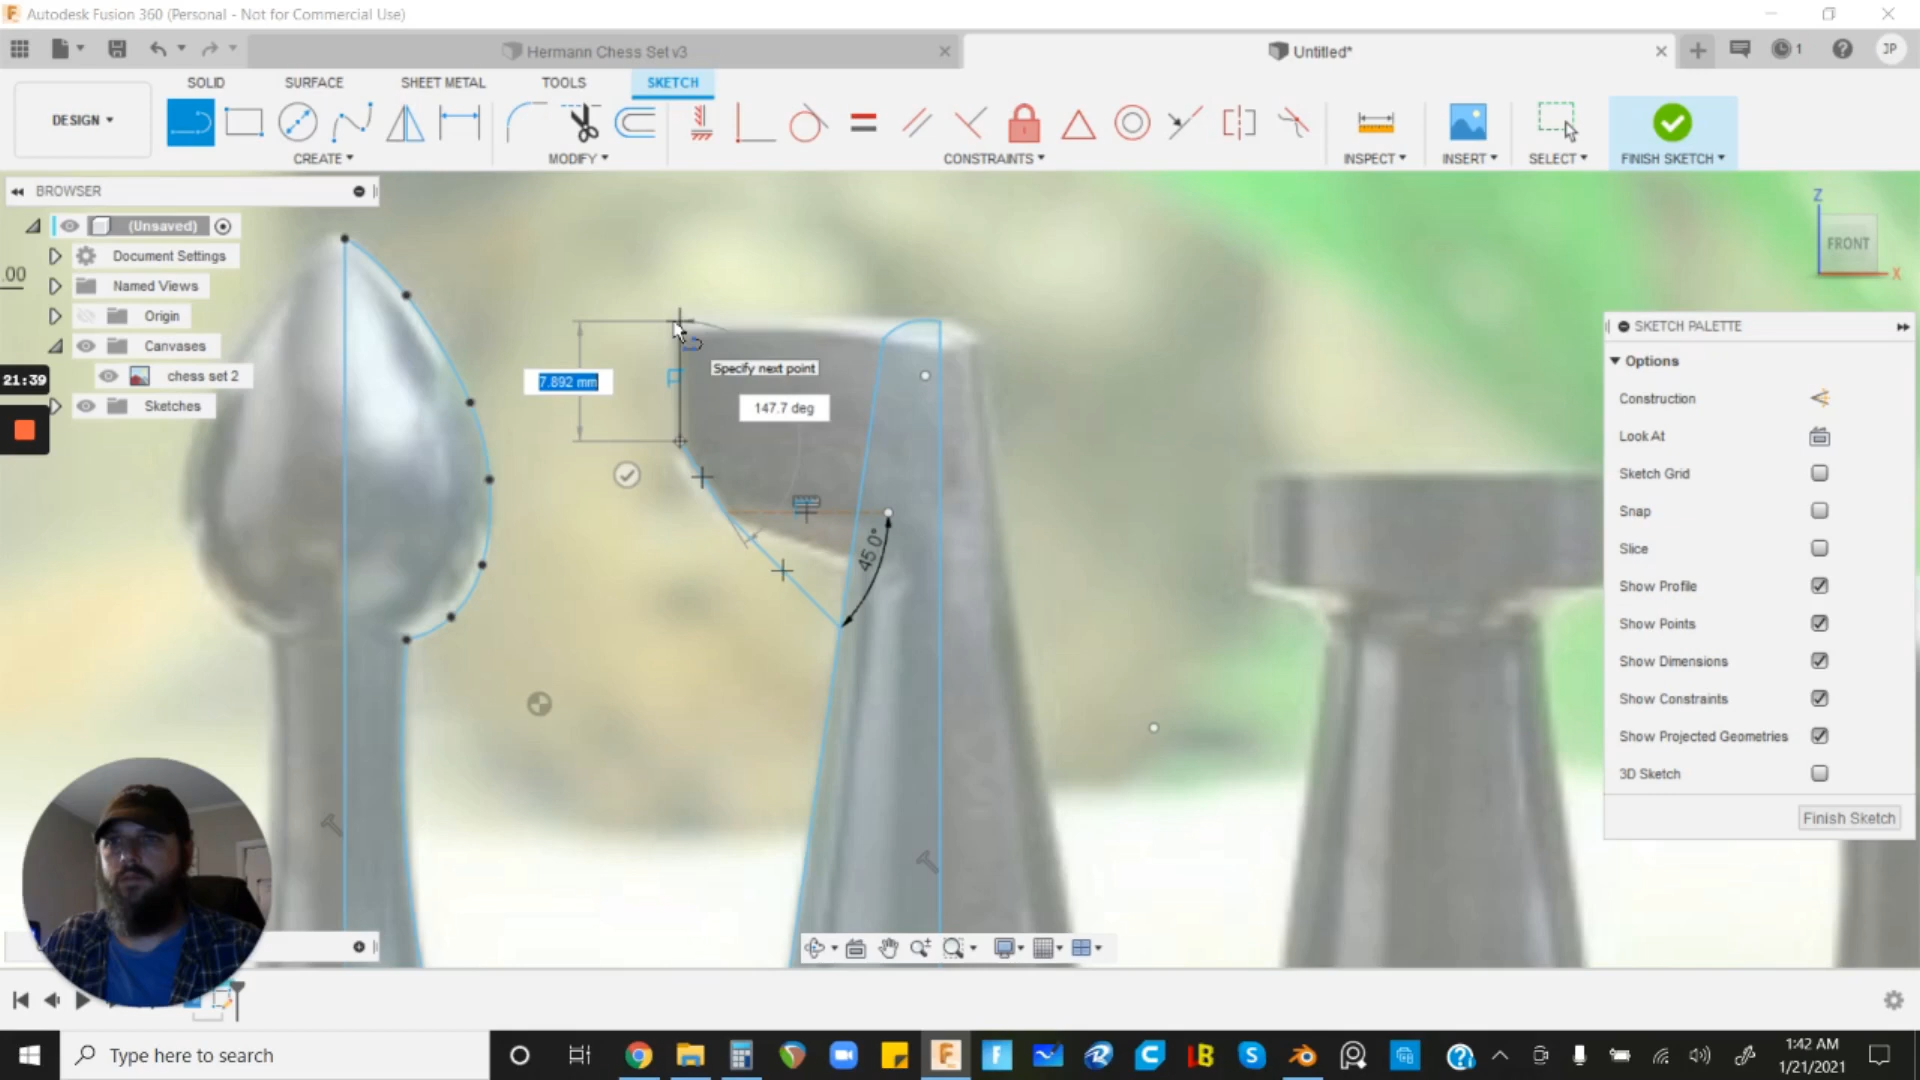 Autodesk Fusion 360 (Personal - Not for Commercial Use)
Hermann Chess Set v3
Untitled*
1
JP
DESIGN
SOLID
SURFACE
SHEET METAL
TOOLS
SKETCH
CREATE
MODIFY
CONSTRAINTS
INSPECT
INSERT
SELECT
FINISH SKETCH
BROWSER
(Unsaved)
Document Settings
.00
Named Views
Origin
Canvases
chess set 2
21:39
Sketches
Z
FRONT
X
7.892 mm
Specify next point
147.7 deg
45.0°
SKETCH PALETTE
Options
Construction
Look At
Sketch Grid
Snap
Slice
Show Profile
Show Points
Show Dimensions
Show Constraints
Show Projected Geometries
3D Sketch
Finish Sketch
Type here to search
1:42 AM
1/21/2021